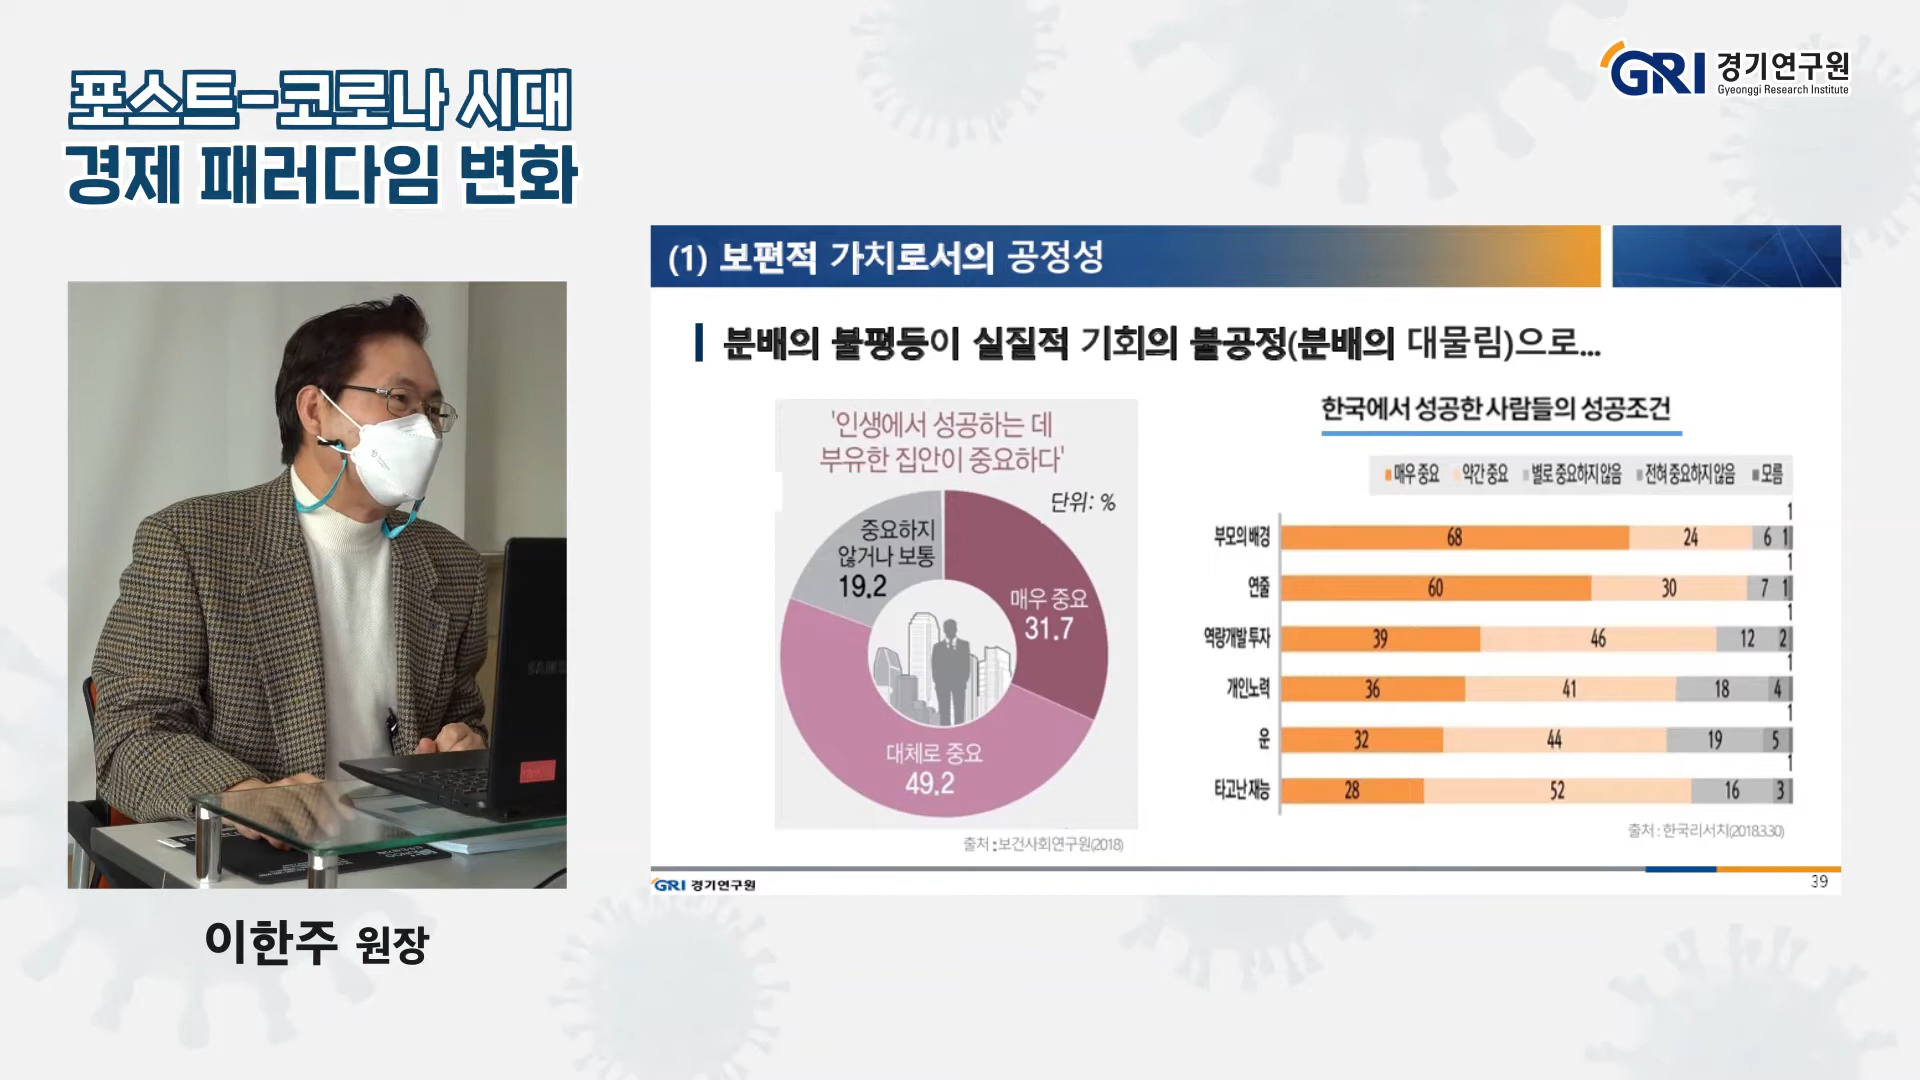 포스트-코로나 시대
경제 패러다임 변화
GRI 경기연구원
Gyeonggi Research Institute
(1) 보편적 가치로서의 공정성
분배의 불평등이 실질적 기회의 불공정(분배의 대물림)으로...
'인생에서 성공하는 데
부유한 집안이 중요하다'
단위: %
중요하지
않거나 보통
19.2
매우 중요
31.7
대체로 중요
49.2
출처 : 보건사회연구원(2018)
한국에서 성공한 사람들의 성공조건
매우 중요 약간 중요 별로 중요하지 않음 전혀 중요하지 않음 모름
1
부모의 배경 68 24 6 1
1
연줄 60 30 7 1
1
역량개발 투자 39 46 12 2
1
개인노력 36 41 18 4
1
운 32 44 19 5
1
타고난 재능 28 52 16 3
출처 : 한국리서치(2018.3.30)
GRI 경기연구원
39
이한주 원장